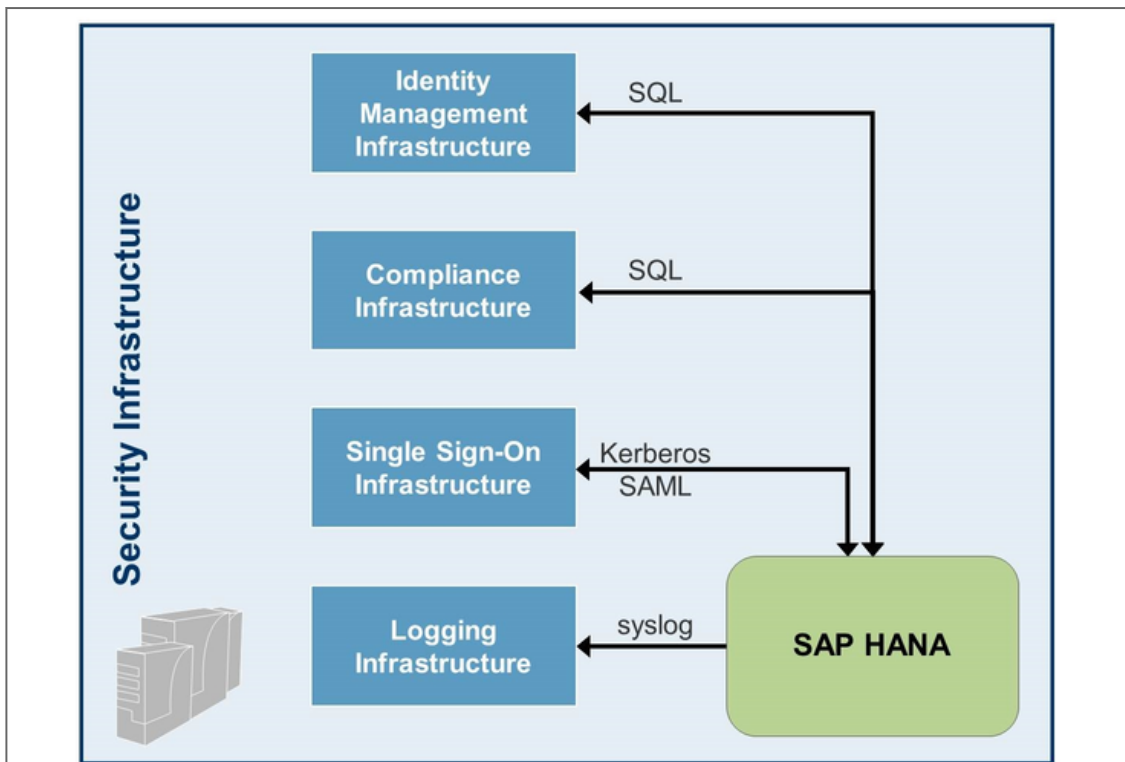 Security Infrastructure
Identity
Management
Infrastructure
SQL
Compliance
Infrastructure
SQL
Single Sign-On
Infrastructure
Kerberos
SAML
Logging
Infrastructure
syslog
SAP HANA